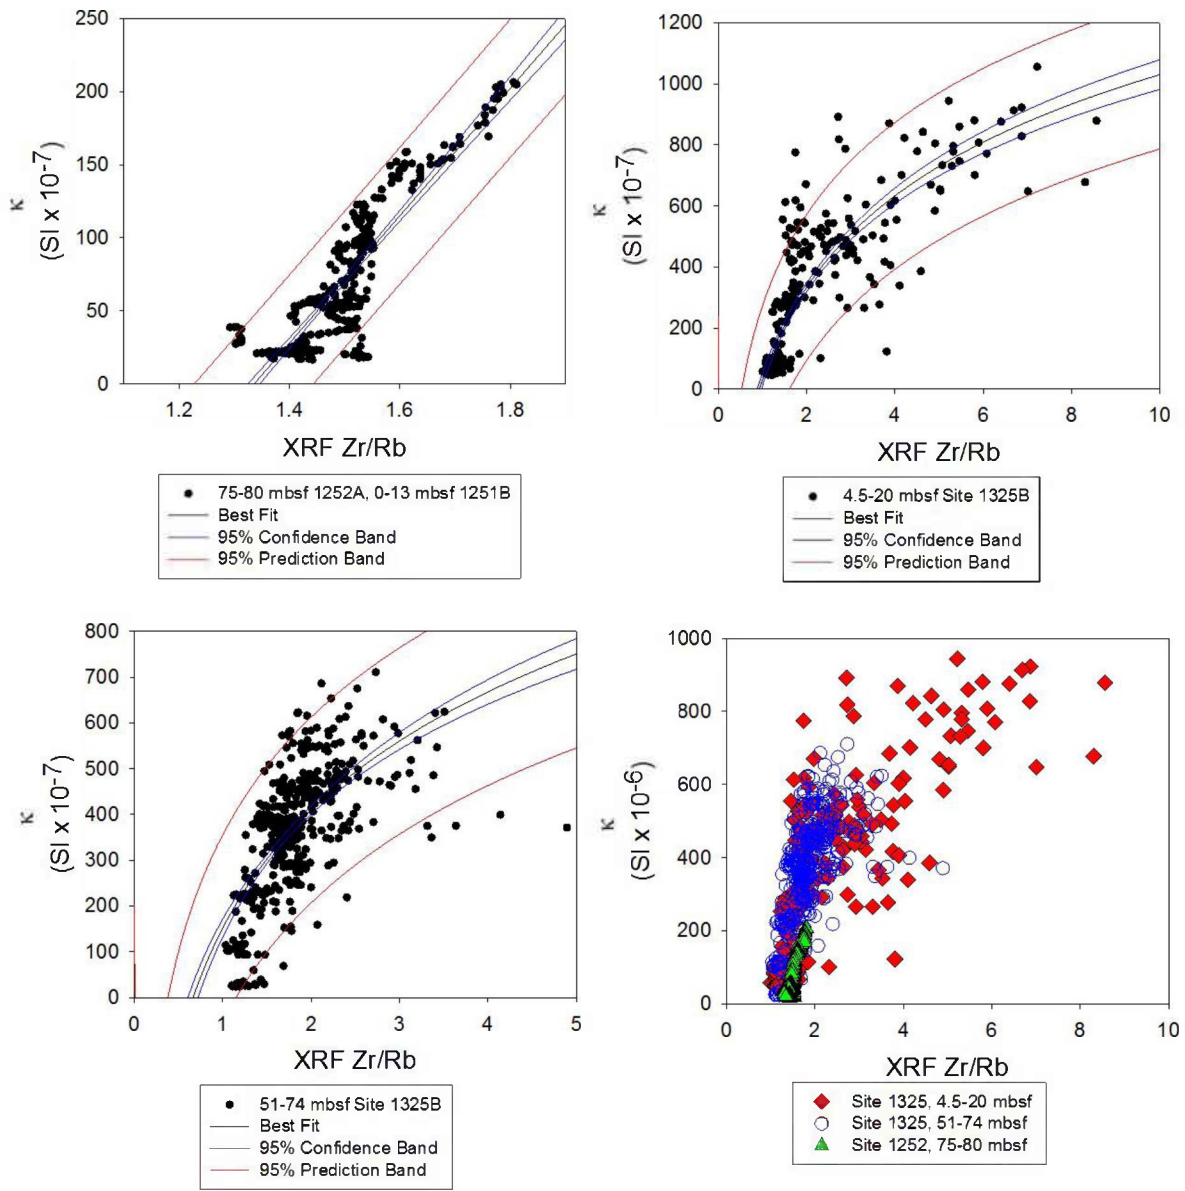 250
200
150
100
50
0
κ
(SI x 10-7)
1.2 1.4 1.6 1.8
XRF Zr/Rb
75-80 mbsf 1252A, 0-13 mbsf 1251B
Best Fit
95% Confidence Band
95% Prediction Band
1200
1000
800
600
400
200
0
κ
(SI x 10-7)
0 2 4 6 8 10
XRF Zr/Rb
4.5-20 mbsf Site 1325B
Best Fit
95% Confidence Band
95% Prediction Band
800
700
600
500
400
300
200
100
0
κ
(SI x 10-7)
0 1 2 3 4 5
XRF Zr/Rb
51-74 mbsf Site 1325B
Best Fit
95% Confidence Band
95% Prediction Band
1000
800
600
400
200
0
κ
(SI x 10-6)
0 2 4 6 8 10
XRF Zr/Rb
Site 1325, 4.5-20 mbsf
Site 1325, 51-74 mbsf
Site 1252, 75-80 mbsf